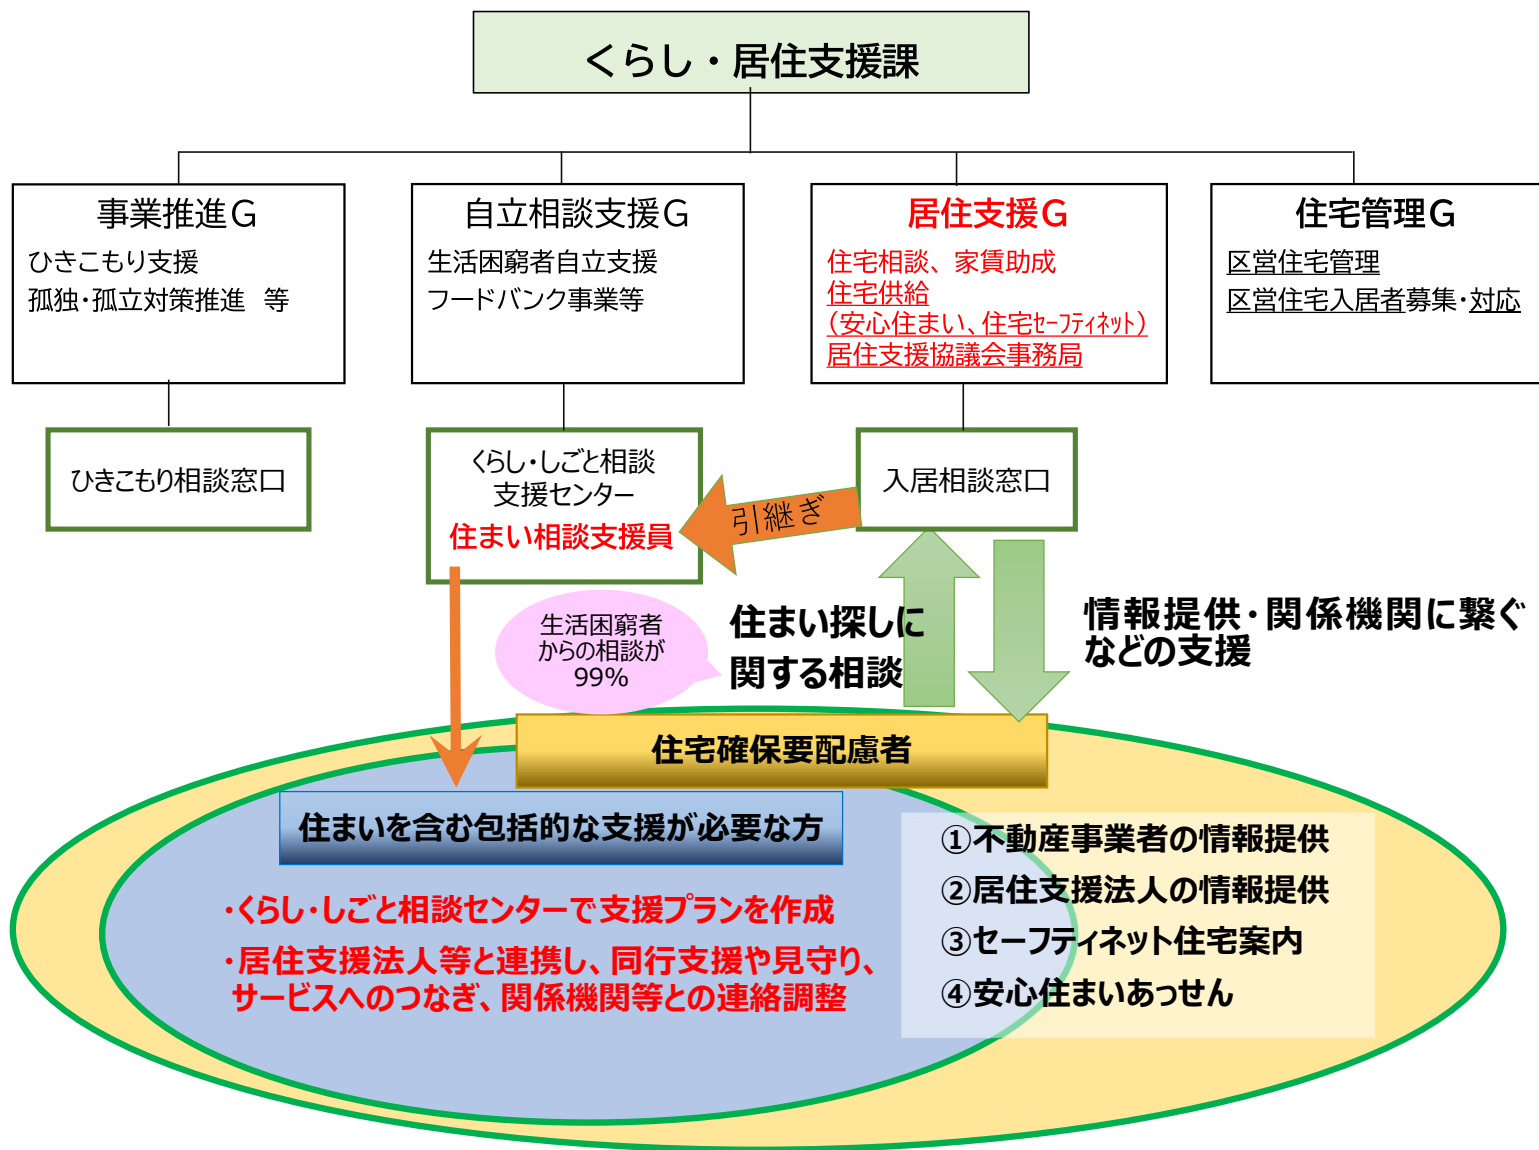 くらし・居住支援課
事業推進G
ひきこもり支援
孤独・孤立対策推進　等
自立相談支援G
生活困窮者自立支援
フードバンク事業等
居住支援G
住宅相談、家賃助成
住宅供給
（安心住まい、住宅ｾｰﾌﾃｨﾈｯﾄ）
居住支援協議会事務局
住宅管理G
区営住宅管理
区営住宅入居者募集・対応
ひきこもり相談窓口
くらし・しごと相談
支援センター
住まい相談支援員
引継ぎ
入居相談窓口
生活困窮者
からの相談が
99%
住まい探しに
関する相談
情報提供・関係機関に繋ぐ
などの支援
住宅確保要配慮者
住まいを含む包括的な支援が必要な方
・くらし・しごと相談センターで支援プランを作成
・居住支援法人等と連携し、同行支援や見守り、
サービスへのつなぎ、関係機関等との連絡調整
①不動産事業者の情報提供
②居住支援法人の情報提供
③セーフティネット住宅案内
④安心住まいあっせん